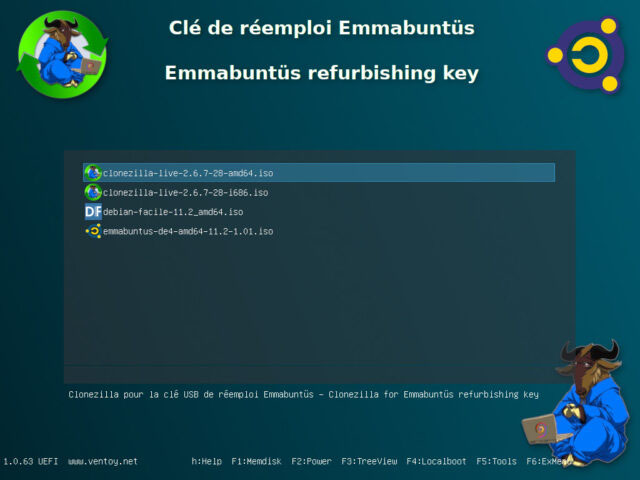 Clé de réemploi Emmabuntüs
Emmabuntüs refurbishing key
clonezilla-live-2.6.7-28-amd64.iso
clonezilla-live-2.6.7-28-i686.iso
DF debian-facile-11.2_amd64.iso
emmabuntus-de4-amd64-11.2-1.01.iso
Clonezilla pour la clé USB de réemploi Emmabuntüs - Clonezilla for Emmabuntüs refurbishing key
1.0.63 UEFI www.ventoy.net h:Help F1:Memdisk F2:Power F3:TreeView F4:Localboot F5:Tools F6:ExMenu